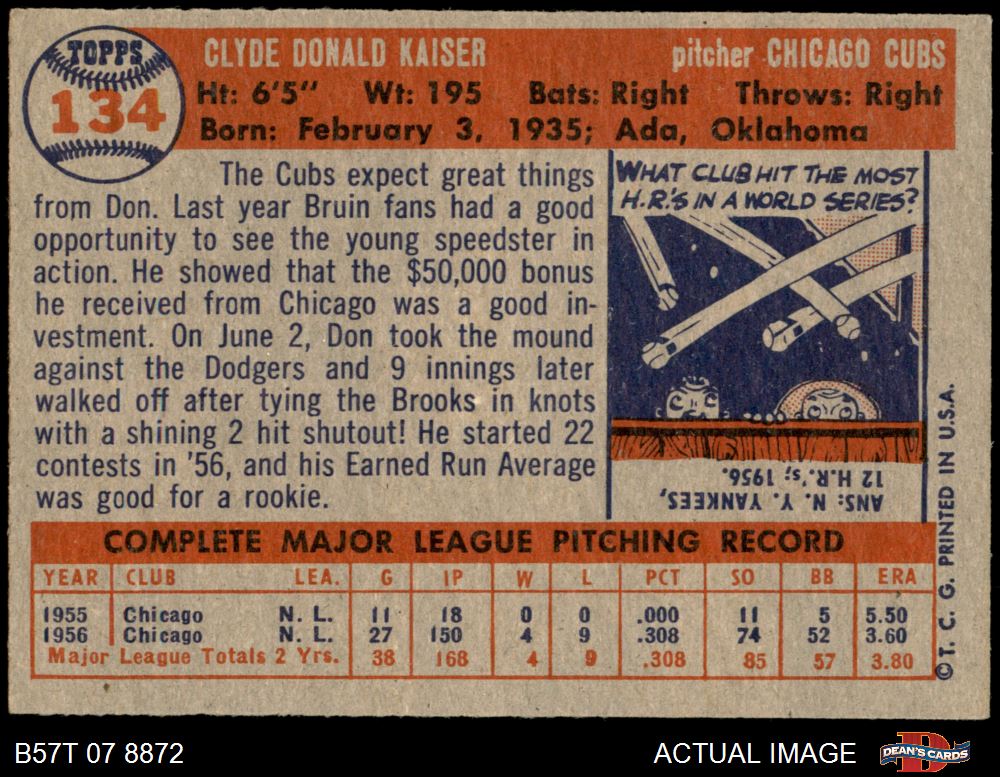 TOPPS
134
CLYDE DONALD KAISER pitcher CHICAGO CUBS
Ht: 6'5" Wt: 195 Bats: Right Throws: Right
Born: February 3, 1935; Ada, Oklahoma
The Cubs expect great things
from Don. Last year Bruin fans had a good
opportunity to see the young speedster in
action. He showed that the $50,000 bonus
he received from Chicago was a good in-
vestment. On June 2, Don took the mound
against the Dodgers and 9 innings later
walked off after tying the Brooks in knots
with a shining 2 hit shutout! He started 22
contests in '56, and his Earned Run Average
was good for a rookie.
WHAT CLUB HIT THE MOST
H.R.'S IN A WORLD SERIES?
ANS: N. Y. YANKEES,
12 H.R.'s; 1956.
COMPLETE MAJOR LEAGUE PITCHING RECORD
YEAR CLUB LEA. G IP W L PCT SO BB ERA
1955 Chicago N. L. 11 18 0 0 .000 11 5 5.50
1956 Chicago N. L. 27 150 4 9 .308 74 52 3.60
Major League Totals 2 Yrs. 38 168 4 9 .308 85 57 3.80
©T. C. G. PRINTED IN U.S.A.
B57T 07 8872 ACTUAL IMAGE DEAN'S CARDS